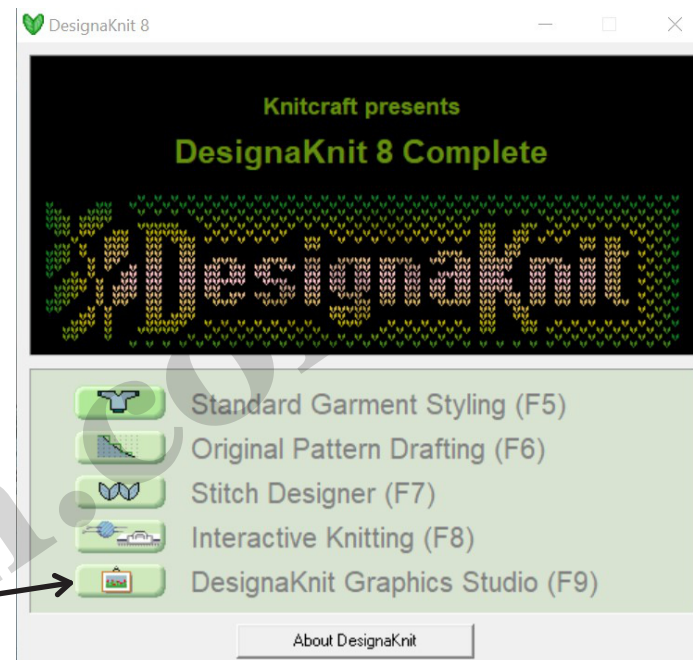 DesignaKnit 8
Knitcraft presents
DesignaKnit 8 Complete
DesignaKnit
Standard Garment Styling (F5)
Original Pattern Drafting (F6)
Stitch Designer (F7)
Interactive Knitting (F8)
DesignaKnit Graphics Studio (F9)
About DesignaKnit